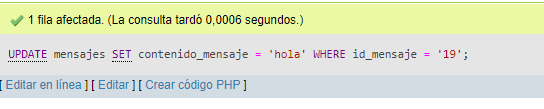 1 fila afectada. (La consulta tardó 0,0006 segundos.)
UPDATE mensajes SET contenido_mensaje = 'hola' WHERE id_mensaje = '19';
[ Editar en línea ] [ Editar ] [ Crear código PHP ]